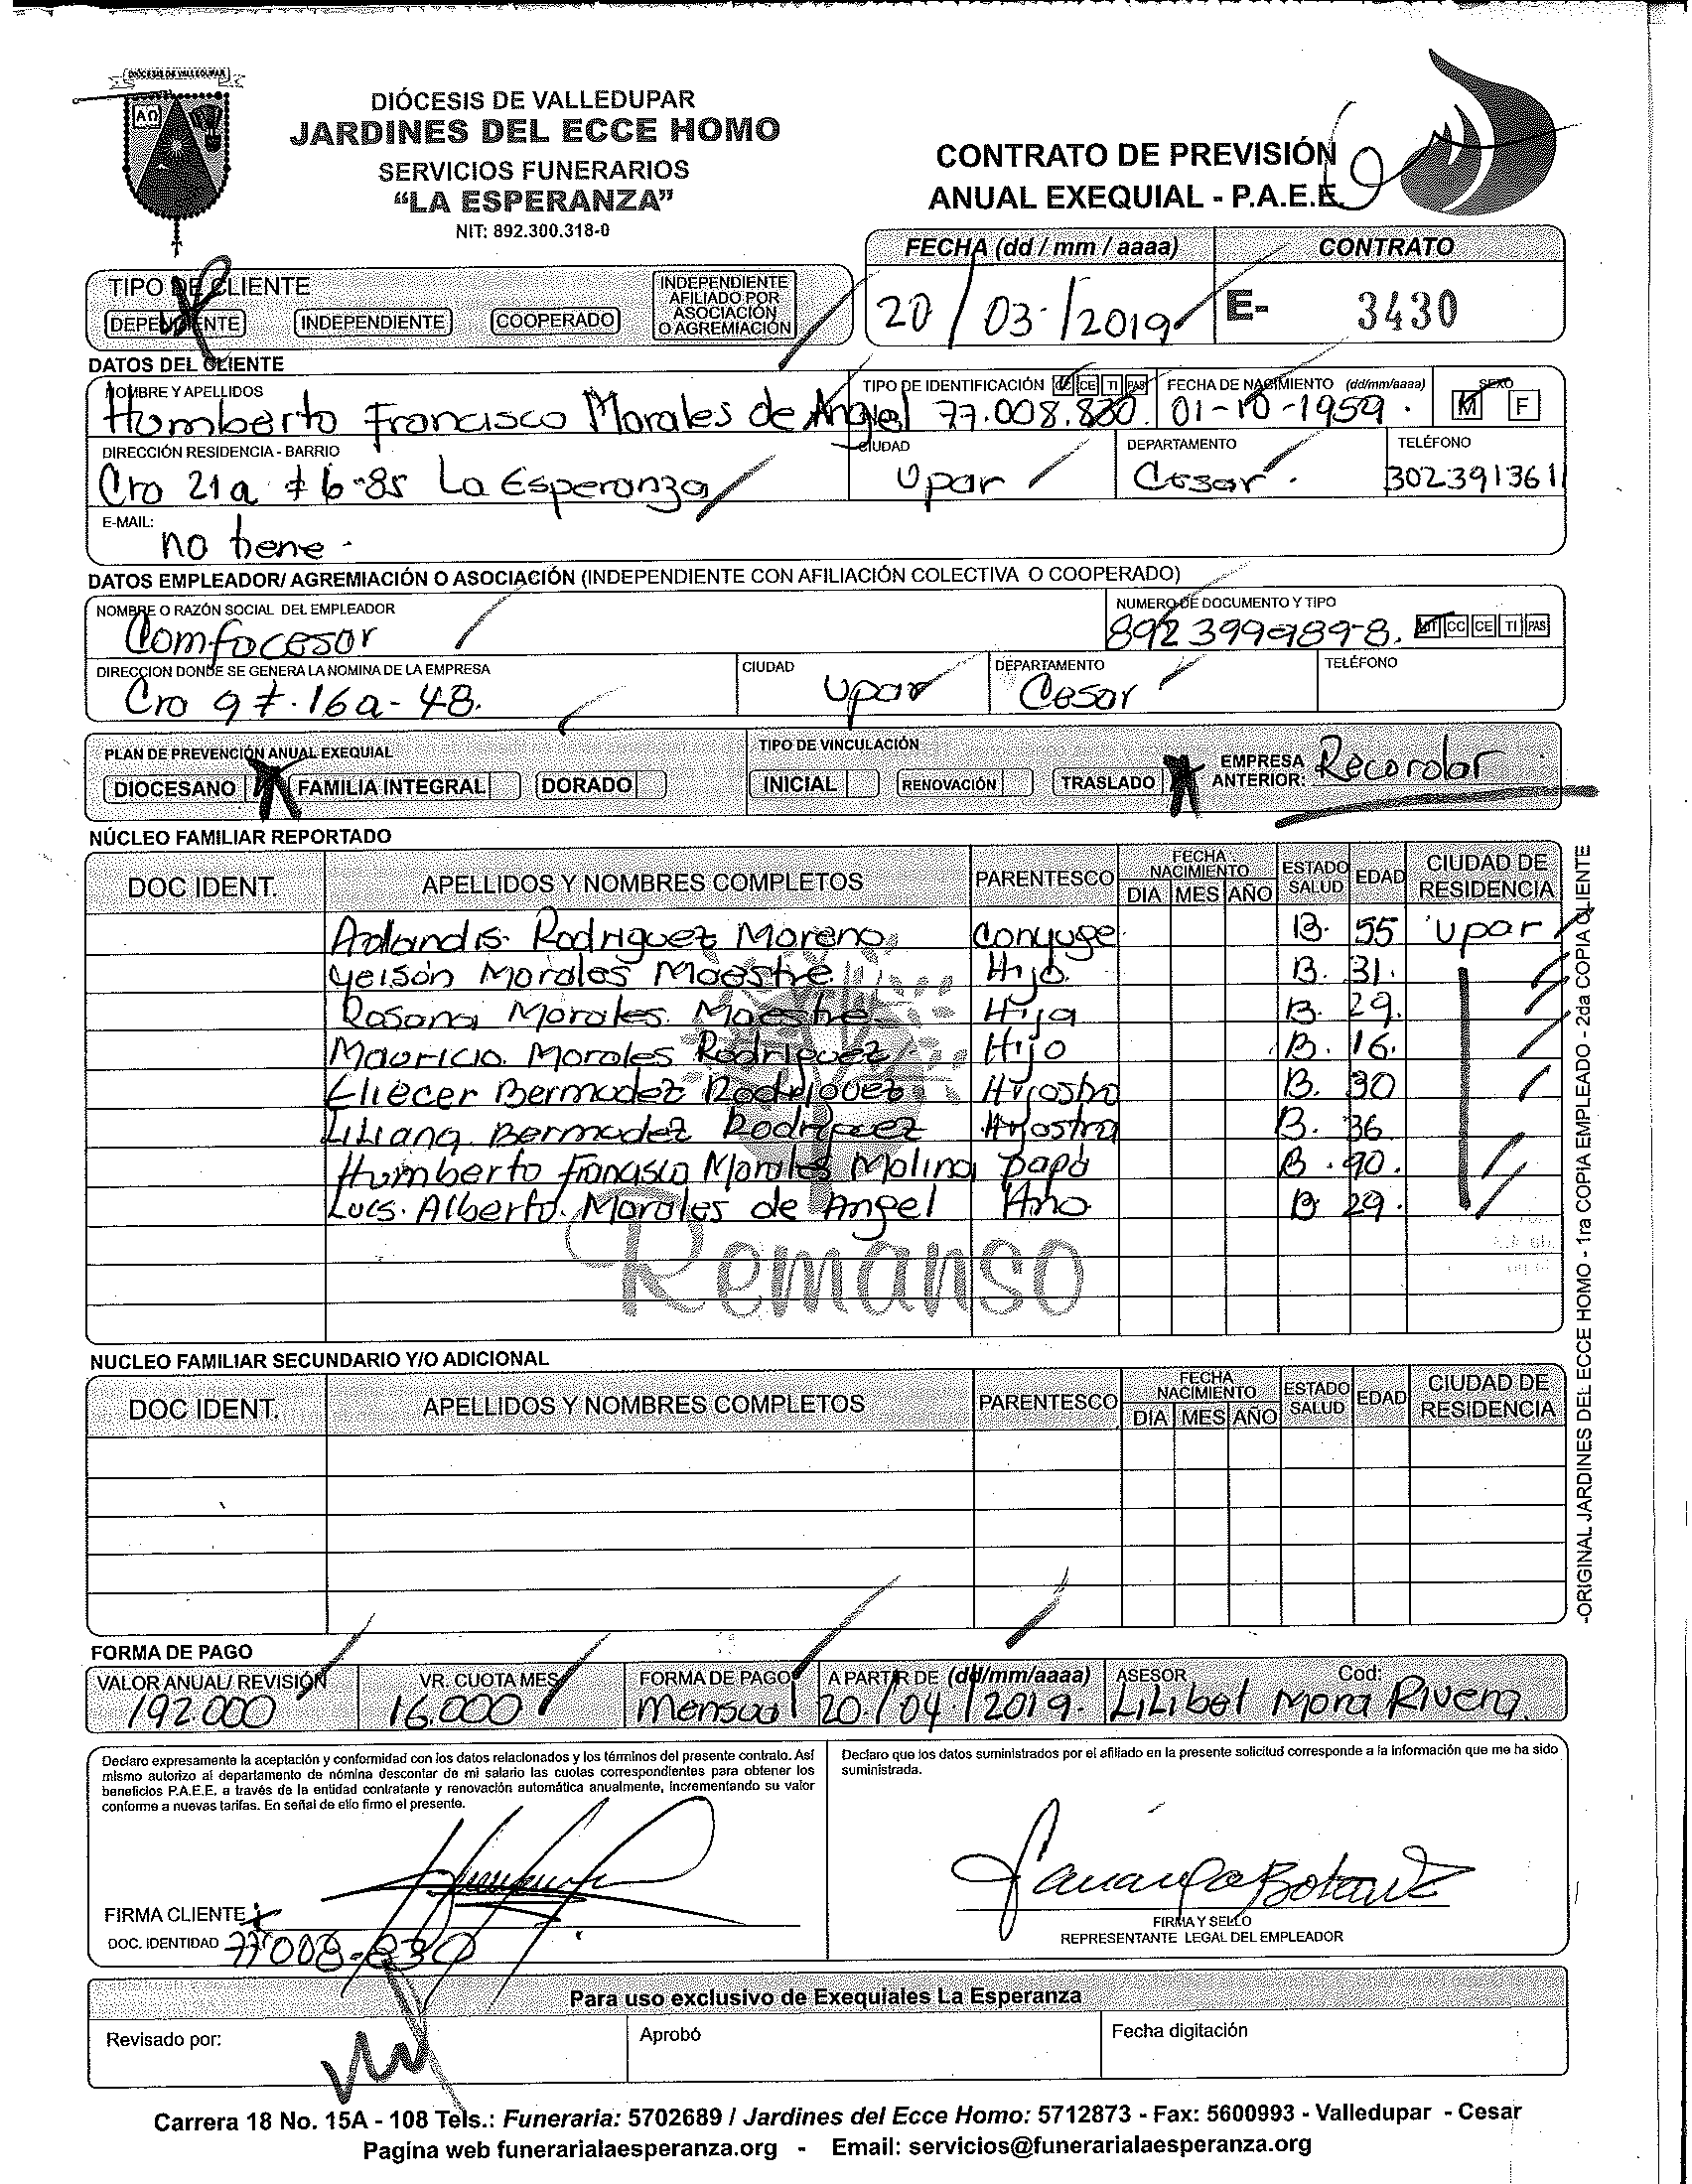 DIÓCESIS DE VALLEDUPAR
ΑΩ
DIÓCESIS DE VALLEDUPAR
JARDINES DEL ECCE HOMO
SERVICIOS FUNERARIOS
“LA ESPERANZA”
NIT: 892.300.318-0
CONTRATO DE PREVISIÓN
ANUAL EXEQUIAL - P.A.E.E.
FECHA (dd / mm / aaaa) CONTRATO
20 / 03 / 2019 E- 3430
TIPO DE CLIENTE
DEPENDIENTE INDEPENDIENTE COOPERADO INDEPENDIENTE AFILIADO POR ASOCIACIÓN O AGREMIACIÓN
DATOS DEL CLIENTE
NOMBRE Y APELLIDOS TIPO DE IDENTIFICACIÓN CC CE TI PAS FECHA DE NACIMIENTO (dd/mm/aaaa) SEXO
Humberto Francisco Morales de Angel 77.008.830. 01-10-1959. M F
DIRECCIÓN RESIDENCIA - BARRIO CIUDAD DEPARTAMENTO TELÉFONO
Cra 21a # 6-85 La Esperanza Upar Cesar. 3023913611
E-MAIL:
no tiene -
DATOS EMPLEADOR/ AGREMIACIÓN O ASOCIACIÓN (INDEPENDIENTE CON AFILIACIÓN COLECTIVA O COOPERADO)
NOMBRE O RAZÓN SOCIAL DEL EMPLEADOR NUMERO DE DOCUMENTO Y TIPO
Comfacesar 892399989-8. NIT CC CE TI PAS
DIRECCION DONDE SE GENERA LA NOMINA DE LA EMPRESA CIUDAD DEPARTAMENTO TELÉFONO
Cra 9 #. 16a - 48. Upar Cesar
PLAN DE PREVENCIÓN ANUAL EXEQUIAL TIPO DE VINCULACIÓN
DIOCESANO FAMILIA INTEGRAL DORADO INICIAL RENOVACIÓN TRASLADO EMPRESA ANTERIOR: Recordar
NÚCLEO FAMILIAR REPORTADO
DOC IDENT. APELLIDOS Y NOMBRES COMPLETOS PARENTESCO FECHA NACIMIENTO DIA MES AÑO ESTADO SALUD EDAD CIUDAD DE RESIDENCIA
Rodriguez Moreno Conyuge B. 55 Upar
Yeison Morales Maestre Hijo. B. 31.
Rosana Morales Maestre Hija B. 29.
Mauricio Morales Rodriguez Hijo B. 16.
Eliecer Bermudez Rodriguez Hijastro B. 30
Liliana Bermudez Rodriguez Hijastra B. 36
Humberto Francisco Morales Molina papá B. 90.
Luis Alberto Morales de Angel Hno B 29.
Remanso
NUCLEO FAMILIAR SECUNDARIO Y/O ADICIONAL
DOC IDENT. APELLIDOS Y NOMBRES COMPLETOS PARENTESCO FECHA NACIMIENTO DIA MES AÑO ESTADO SALUD EDAD CIUDAD DE RESIDENCIA
-ORIGINAL JARDINES DEL ECCE HOMO - 1ra COPIA EMPLEADO - 2da COPIA CLIENTE
FORMA DE PAGO
VALOR ANUAL/ REVISIÓN VR. CUOTA MES FORMA DE PAGO A PARTIR DE (dd/mm/aaaa) ASESOR Cód:
192.000 16.000 Mensual 20/04/2019. Lilibet Mora Rivera
Declaro expresamente la aceptación y conformidad con los datos relacionados y los términos del presente contrato. Así
mismo autorizo al departamento de nómina descontar de mi salario las cuotas correspondientes para obtener los
beneficios P.A.E.E. a través de la entidad contratante y renovación automática anualmente, incrementando su valor
conforme a nuevas tarifas. En señal de ello firmo el presente.
Declaro que los datos suministrados por el afiliado en la presente solicitud corresponde a la información que me ha sido
suministrada.
FIRMA CLIENTE
DOC. IDENTIDAD 77008-830
FIRMA Y SELLO
REPRESENTANTE LEGAL DEL EMPLEADOR
Para uso exclusivo de Exequiales La Esperanza
Revisado por: Aprobó Fecha digitación
Carrera 18 No. 15A - 108 Tels.: Funeraria: 5702689 / Jardines del Ecce Homo: 5712873 - Fax: 5600993 - Valledupar - Cesar
Pagina web funerarialaesperanza.org - Email: servicios@funerarialaesperanza.org